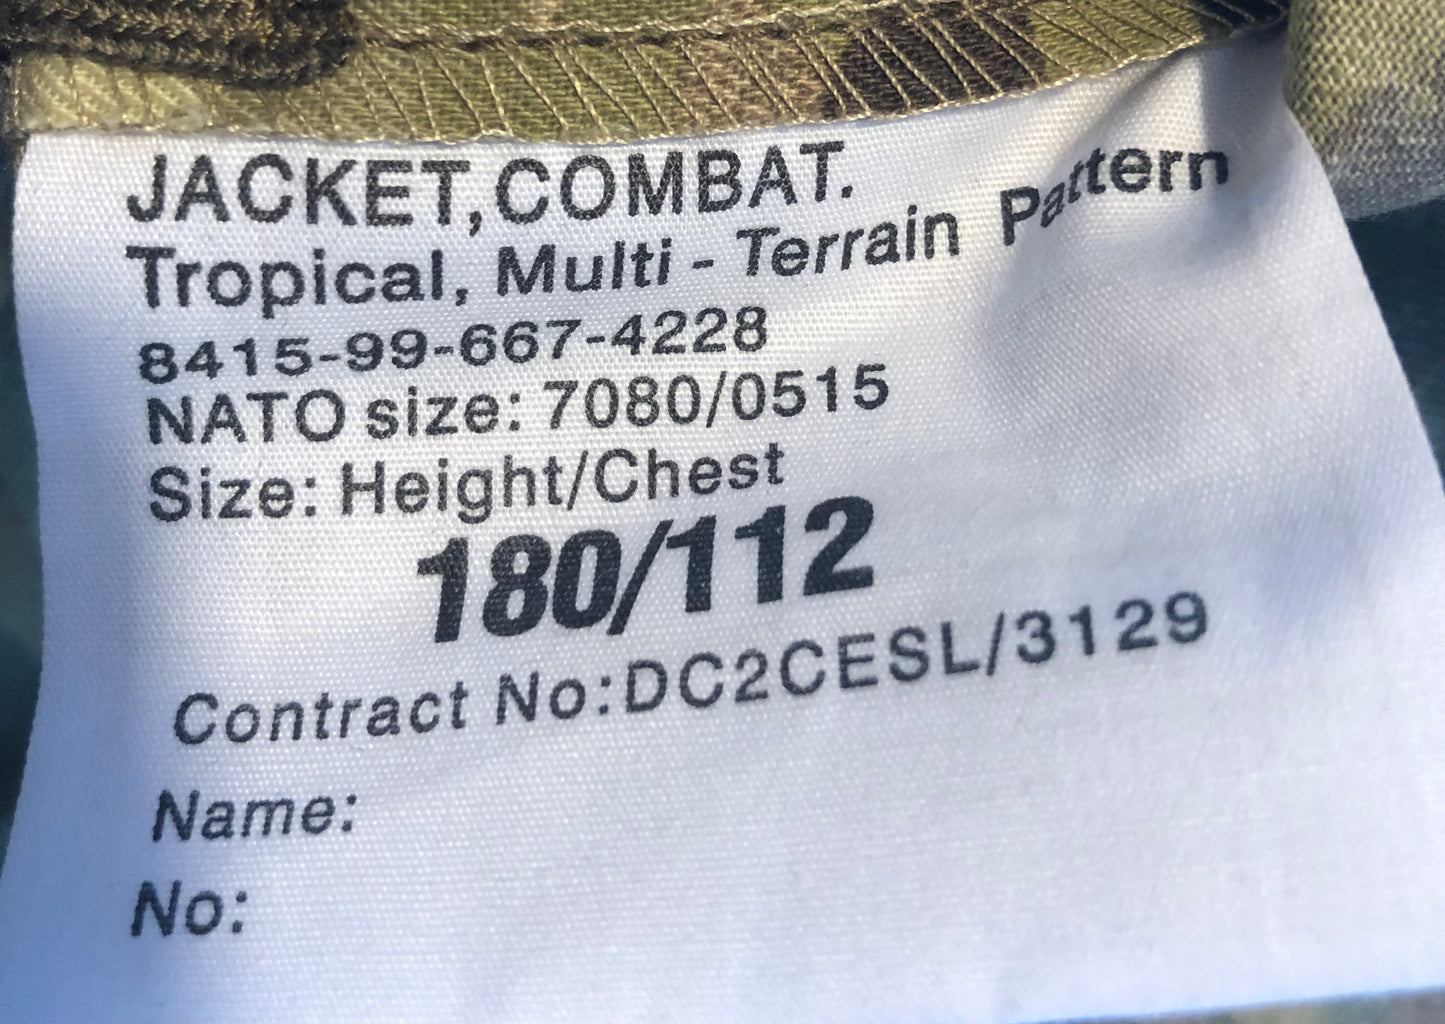 JACKET,COMBAT.
Tropical, Multi - Terrain Pattern
8415-99-667-4228
NATO size: 7080/0515
Size: Height/Chest
180/112
Contract No:DC2CESL/3129
Name:
No: